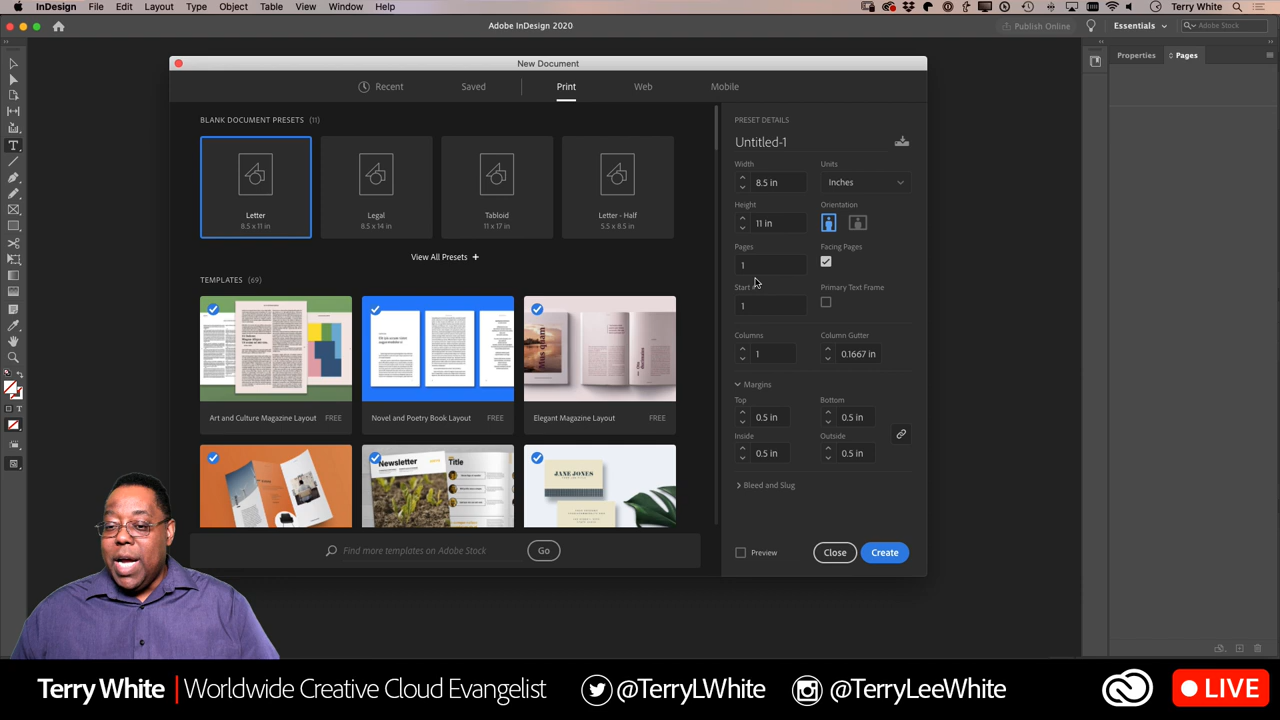 InDesign File Edit Layout Type Object Table View Window Help Terry White
Adobe InDesign 2020
Publish Online
Essentials
Adobe Stock
Properties
Pages
New Document
Recent
Saved
Print
Web
Mobile
BLANK DOCUMENT PRESETS (11)
Letter
8.5 x 11 in
Legal
8.5 x 14 in
Tabloid
11 x 17 in
Letter - Half
5.5 x 8.5 in
View All Presets +
TEMPLATES (69)
Art and Culture Magazine Layout FREE
Novel and Poetry Book Layout FREE
Elegant Magazine Layout FREE
Newsletter
Title
JANE JONES
Find more templates on Adobe Stock
Go
PRESET DETAILS
Untitled-1
Width
Units
8.5 in
Inches
Height
Orientation
11 in
Pages
Facing Pages
1
Start #
Primary Text Frame
1
Columns
Column Gutter
1
0.1667 in
Margins
Top
Bottom
0.5 in
0.5 in
Inside
Outside
0.5 in
0.5 in
Bleed and Slug
Preview
Close
Create
Terry White | Worldwide Creative Cloud Evangelist @TerryLWhite @TerryLeeWhite LIVE